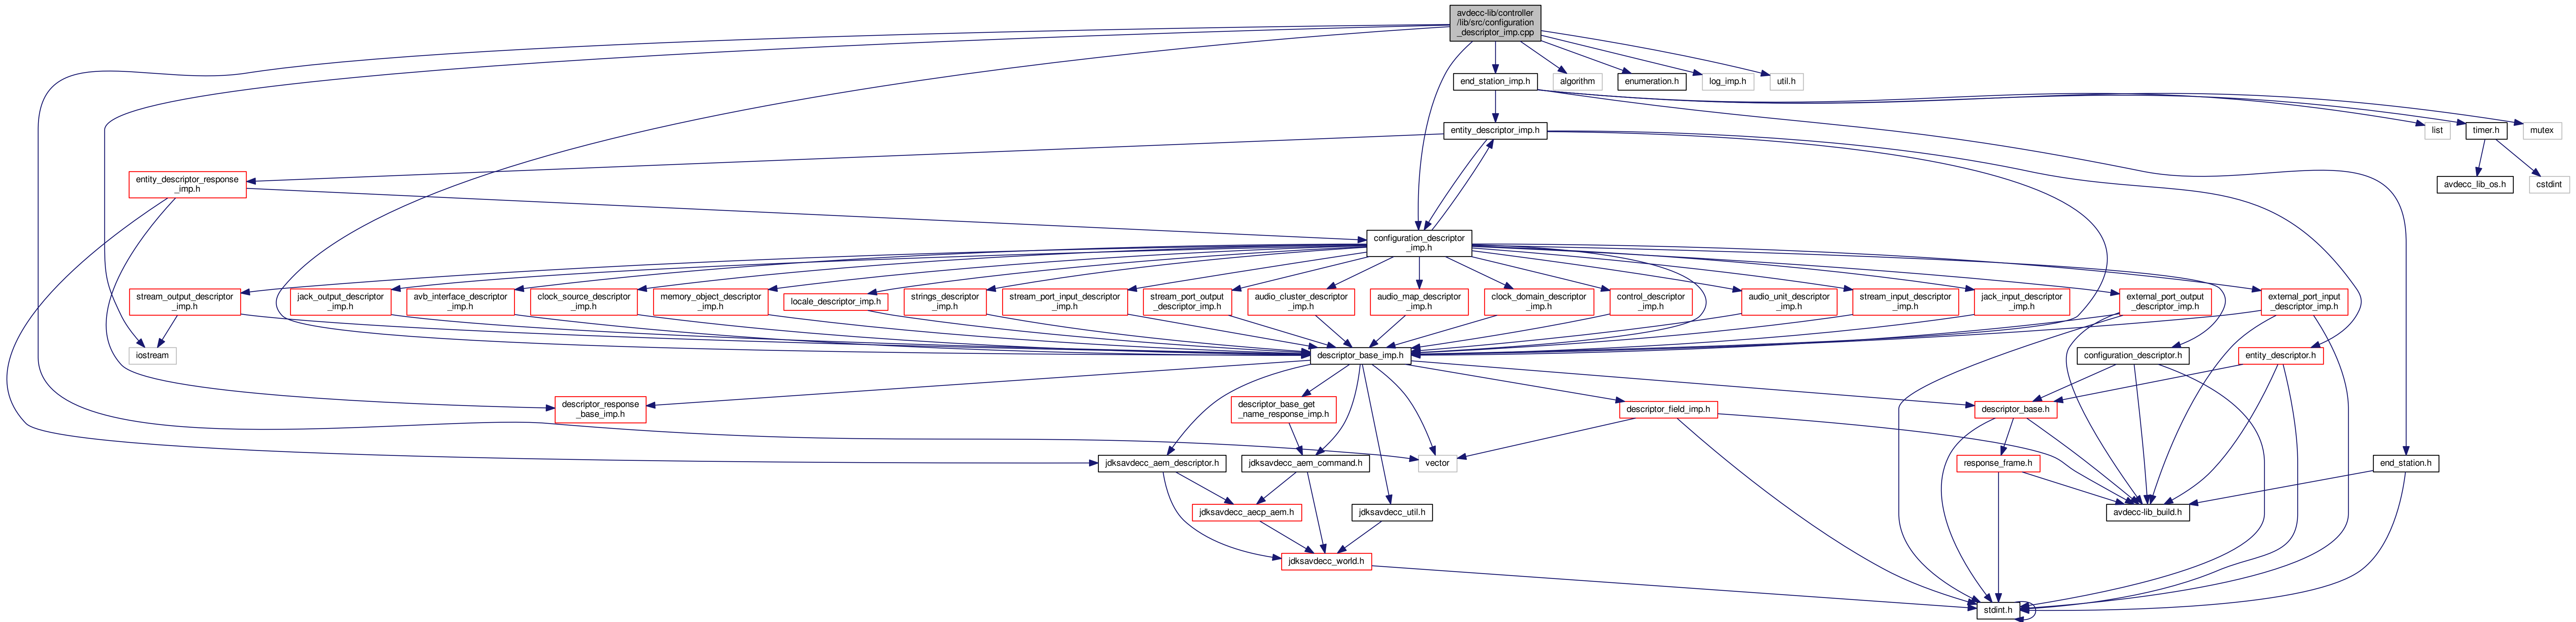 avdecc-lib/controller
/lib/src/configuration
_descriptor_imp.cpp
end_station_imp.h
algorithm
enumeration.h
log_imp.h
util.h
entity_descriptor_imp.h
list
timer.h
mutex
entity_descriptor_response
_imp.h
avdecc_lib_os.h
cstdint
configuration_descriptor
_imp.h
stream_output_descriptor
_imp.h
jack_output_descriptor
_imp.h
avb_interface_descriptor
_imp.h
clock_source_descriptor
_imp.h
memory_object_descriptor
_imp.h
locale_descriptor_imp.h
strings_descriptor
_imp.h
stream_port_input_descriptor
_imp.h
stream_port_output
_descriptor_imp.h
audio_cluster_descriptor
_imp.h
audio_map_descriptor
_imp.h
clock_domain_descriptor
_imp.h
control_descriptor
_imp.h
audio_unit_descriptor
_imp.h
stream_input_descriptor
_imp.h
jack_input_descriptor
_imp.h
external_port_output
_descriptor_imp.h
external_port_input
_descriptor_imp.h
iostream
descriptor_base_imp.h
configuration_descriptor.h
entity_descriptor.h
descriptor_response
_base_imp.h
descriptor_base_get
_name_response_imp.h
descriptor_field_imp.h
descriptor_base.h
jdksavdecc_aem_descriptor.h
jdksavdecc_aem_command.h
vector
response_frame.h
end_station.h
jdksavdecc_aecp_aem.h
jdksavdecc_util.h
avdecc-lib_build.h
jdksavdecc_world.h
stdint.h